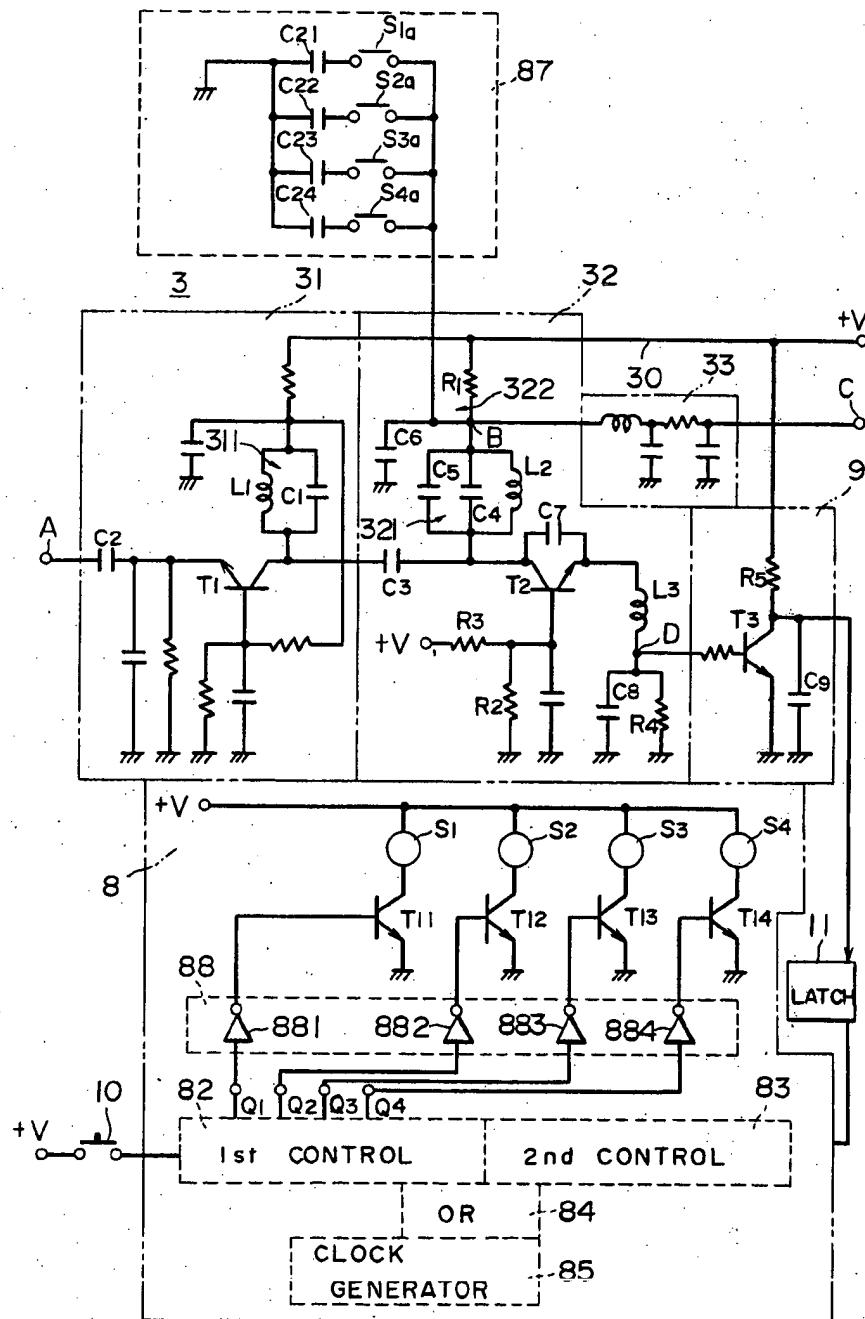 C21
S1a
87
C22
S2a
C23
S3a
C24
S4a
3
31
32
+V
R1
30
33
C
322
B
C6
C5
L2
9
311
L1
C1
C4
321
C7
A
C2
T1
C3
T2
L3
R5
T3
+V
R3
D
R2
C8
R4
C9
+V
S1
S2
S3
S4
8
T11
T12
T13
T14
11
88
LATCH
881
882
883
884
82
83
10
Q1
Q2
Q3
Q4
+V
1st CONTROL
2nd CONTROL
OR
84
CLOCK
GENERATOR
85